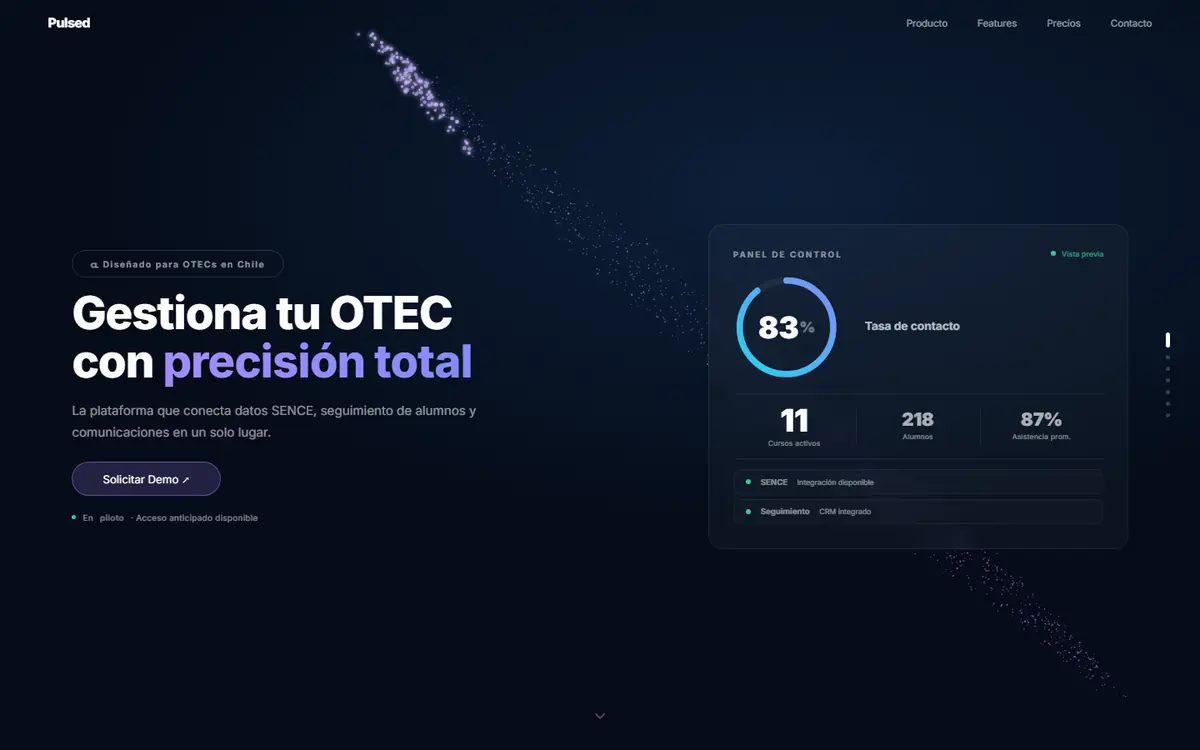 Pulsed
Producto Features Precios Contacto
Diseñado para OTECs en Chile
Gestiona tu OTEC
con precisión total
La plataforma que conecta datos SENCE, seguimiento de alumnos y
comunicaciones en un solo lugar.
Solicitar Demo ↗
En piloto · Acceso anticipado disponible
PANEL DE CONTROL
Vista previa
83%
Tasa de contacto
11
Cursos activos
218
Alumnos
87%
Asistencia prom.
SENCE Integración disponible
Seguimiento CRM integrado